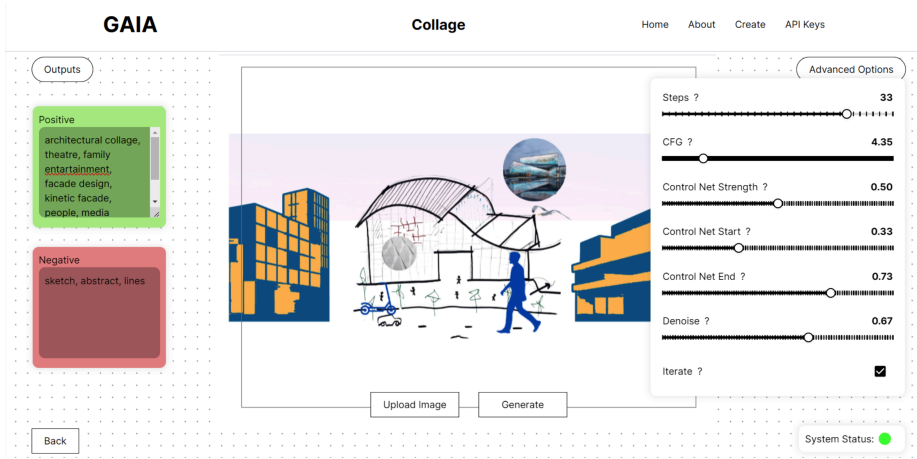 GAIA
Collage
Home About Create API Keys
Outputs
Advanced Options
Positive
architectural collage,
theatre, family
entartainment,
facade design,
kinetic facade,
people, media
Negative
sketch, abstract, lines
Steps ? 33
CFG ? 4.35
Control Net Strength ? 0.50
Control Net Start ? 0.33
Control Net End ? 0.73
Denoise ? 0.67
Iterate ?
Upload Image
Generate
Back
System Status: